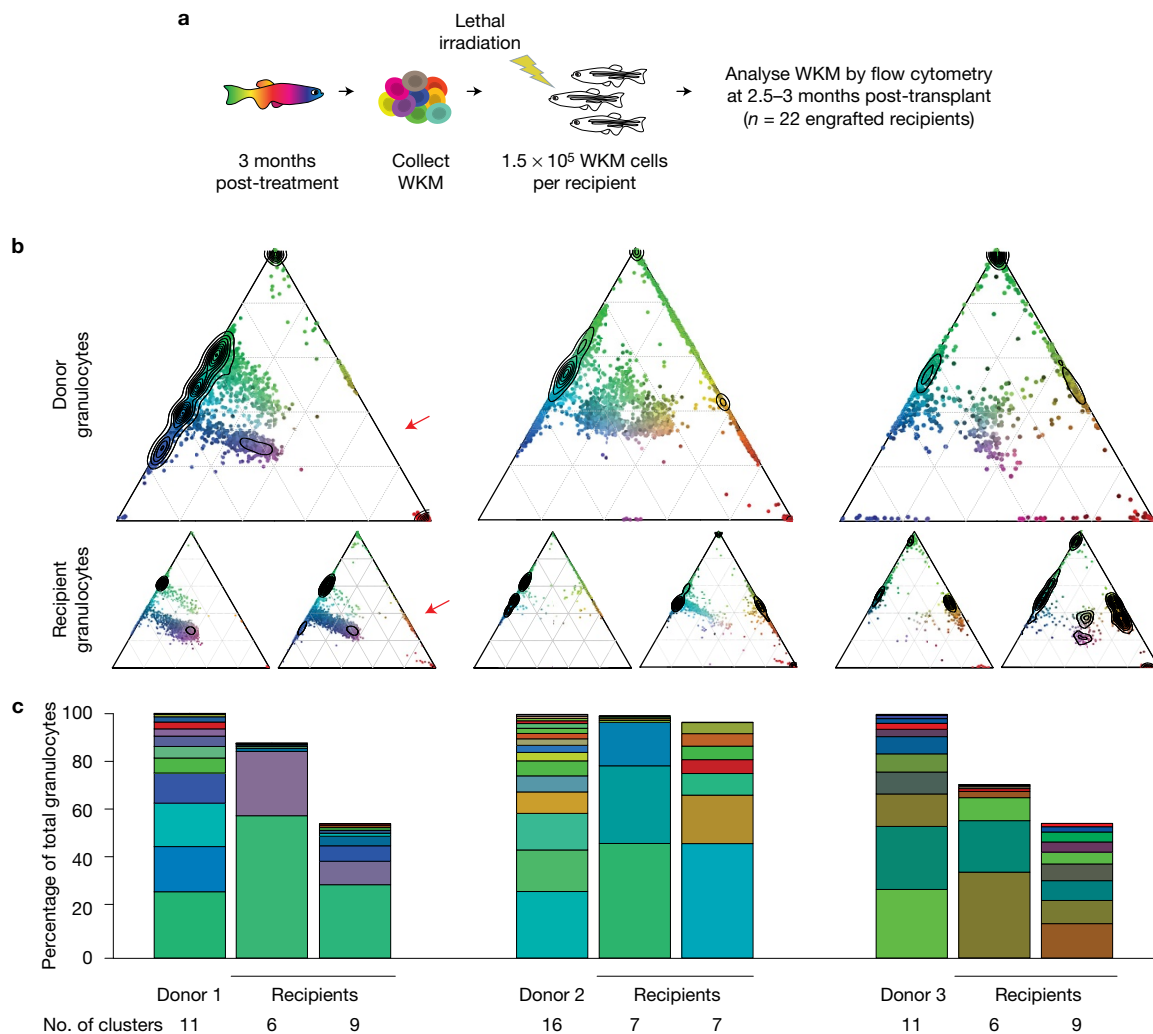 a
Lethal
irradiation
Analyse WKM by flow cytometry
at 2.5–3 months post-transplant
(n = 22 engrafted recipients)
3 months
post-treatment
Collect
WKM
1.5 × 10⁵ WKM cells
per recipient
b
Donor
granulocytes
Recipient
granulocytes
c
Percentage of total granulocytes
100
80
60
40
20
0
Donor 1
Recipients
Donor 2
Recipients
Donor 3
Recipients
No. of clusters 11 6 9 16 7 7 11 6 9